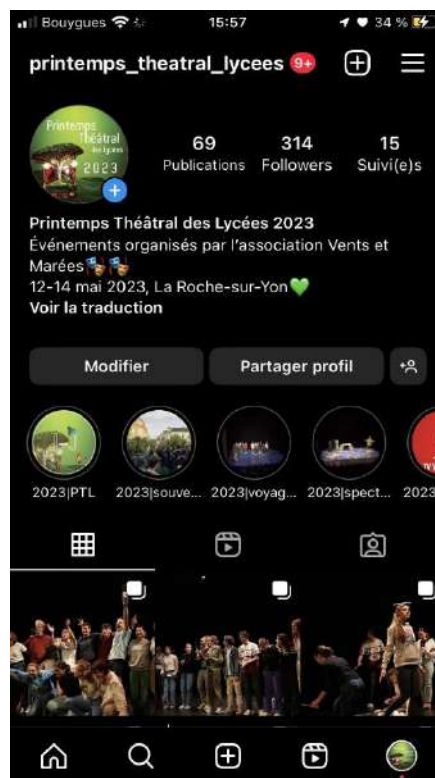 Bouygues 15:57 34 %
printemps_theatral_lycees 9+
Printemps
Théâtral
des lycées
2023
69 314 15
Publications Followers Suivi(e)s
Printemps Théâtral des Lycées 2023
Événements organisés par l'association Vents et
Marées🎭🎭
12-14 mai 2023, La Roche-sur-Yon💚
Voir la traduction
Modifier Partager profil
2023|PTL 2023|souve... 2023|voyag... 2023|spect... 2023